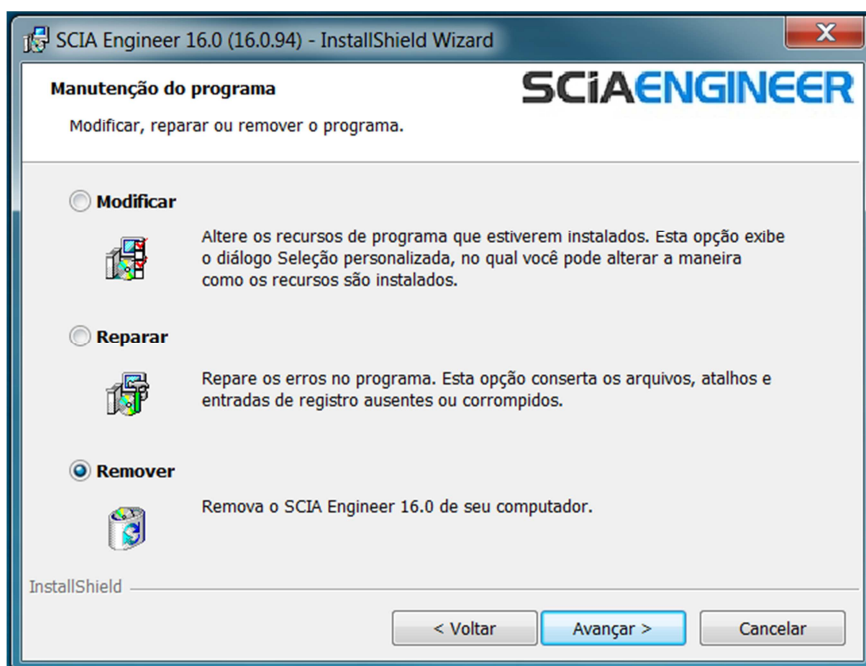 SCIA Engineer 16.0 (16.0.94) - InstallShield Wizard
X
Manutenção do programa
SCiAENGINEER
Modificar, reparar ou remover o programa.
Modificar
Altere os recursos de programa que estiverem instalados. Esta opção exibe
o diálogo Seleção personalizada, no qual você pode alterar a maneira
como os recursos são instalados.
Reparar
Repare os erros no programa. Esta opção conserta os arquivos, atalhos e
entradas de registro ausentes ou corrompidos.
Remover
Remova o SCIA Engineer 16.0 de seu computador.
InstallShield
< Voltar
Avançar >
Cancelar